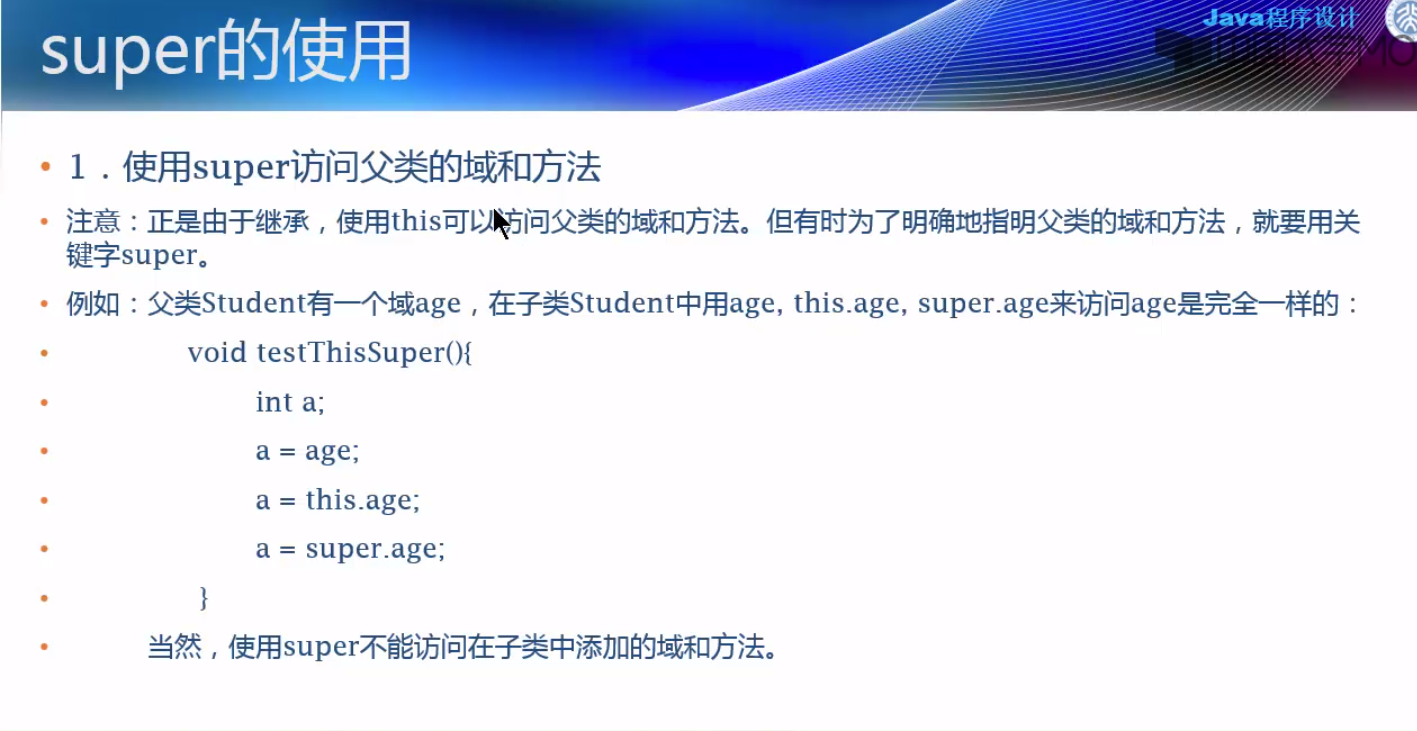 Java程序设计
super的使用
• 1．使用super访问父类的域和方法
• 注意：正是由于继承，使用this可以访问父类的域和方法。但有时为了明确地指明父类的域和方法，就要用关
键字super。
• 例如：父类Student有一个域age，在子类Student中用age, this.age, super.age来访问age是完全一样的：
• void testThisSuper(){
• int a;
• a = age;
• a = this.age;
• a = super.age;
• }
• 当然，使用super不能访问在子类中添加的域和方法。